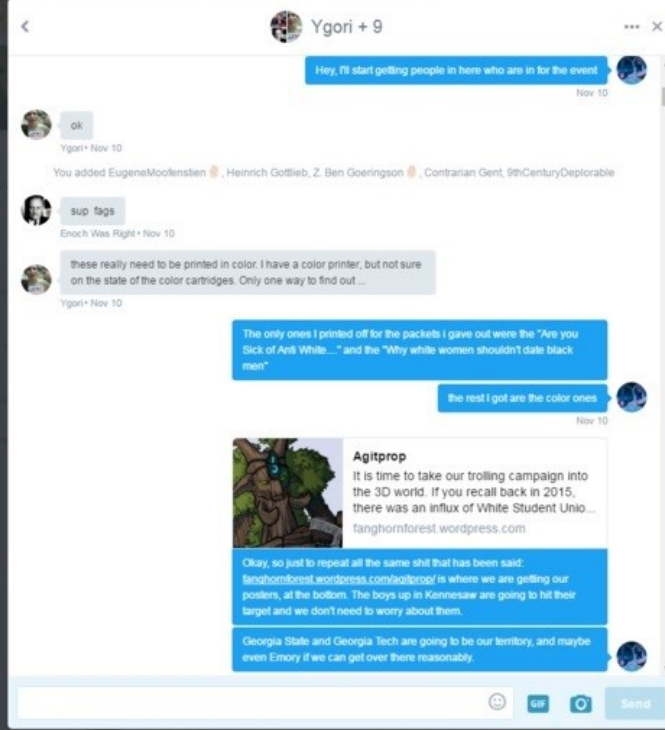 Ygori + 9
Hey, I'll start getting people in here who are in for the event
Nov 10
ok
Ygori • Nov 10
You added EugeneMoofenstien 🖐🏻, Heinrich Gottlieb, Z. Ben Goeringson 🖐🏻, Contrarian Gent, 9thCenturyDeplorable
sup fags
Enoch Was Right • Nov 10
these really need to be printed in color. I have a color printer, but not sure
on the state of the color cartridges. Only one way to find out ...
Ygori • Nov 10
The only ones I printed off for the packets i gave out were the "Are you
Sick of Anti White...." and the "Why white women shouldn't date black
men"
the rest I got are the color ones
Nov 10
Agitprop
It is time to take our trolling campaign into
the 3D world. If you recall back in 2015,
there was an influx of White Student Unio...
fanghornforest.wordpress.com
Okay, so just to repeat all the same shit that has been said:
fanghornforest.wordpress.com/agitprop/ is where we are getting our
posters, at the bottom. The boys up in Kennesaw are going to hit their
target and we don't need to worry about them.
Georgia State and Georgia Tech are going to be our territory, and maybe
even Emory if we can get over there reasonably.
GIF
Send